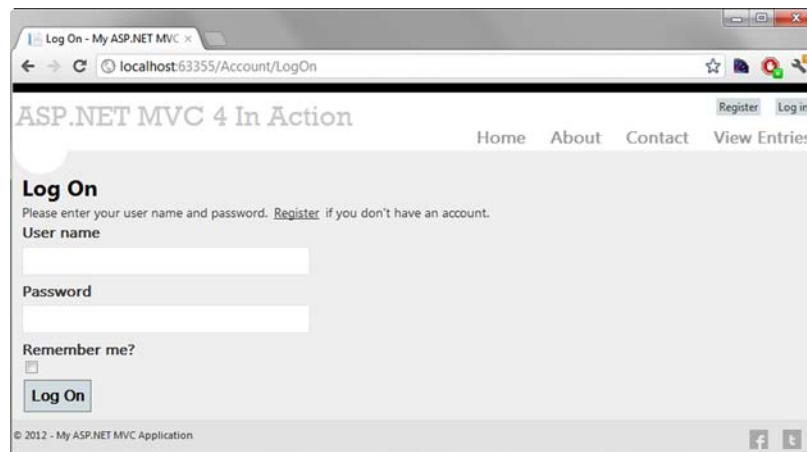 Log On - My ASP.NET MVC
localhost:63355/Account/LogOn
Register Log in
ASP.NET MVC 4 In Action
Home About Contact View Entries
Log On
Please enter your user name and password. Register if you don't have an account.
User name
Password
Remember me?
Log On
© 2012 - My ASP.NET MVC Application